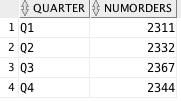 QUARTER NUMORDERS
1 Q1 2311
2 Q2 2332
3 Q3 2367
4 Q4 2344